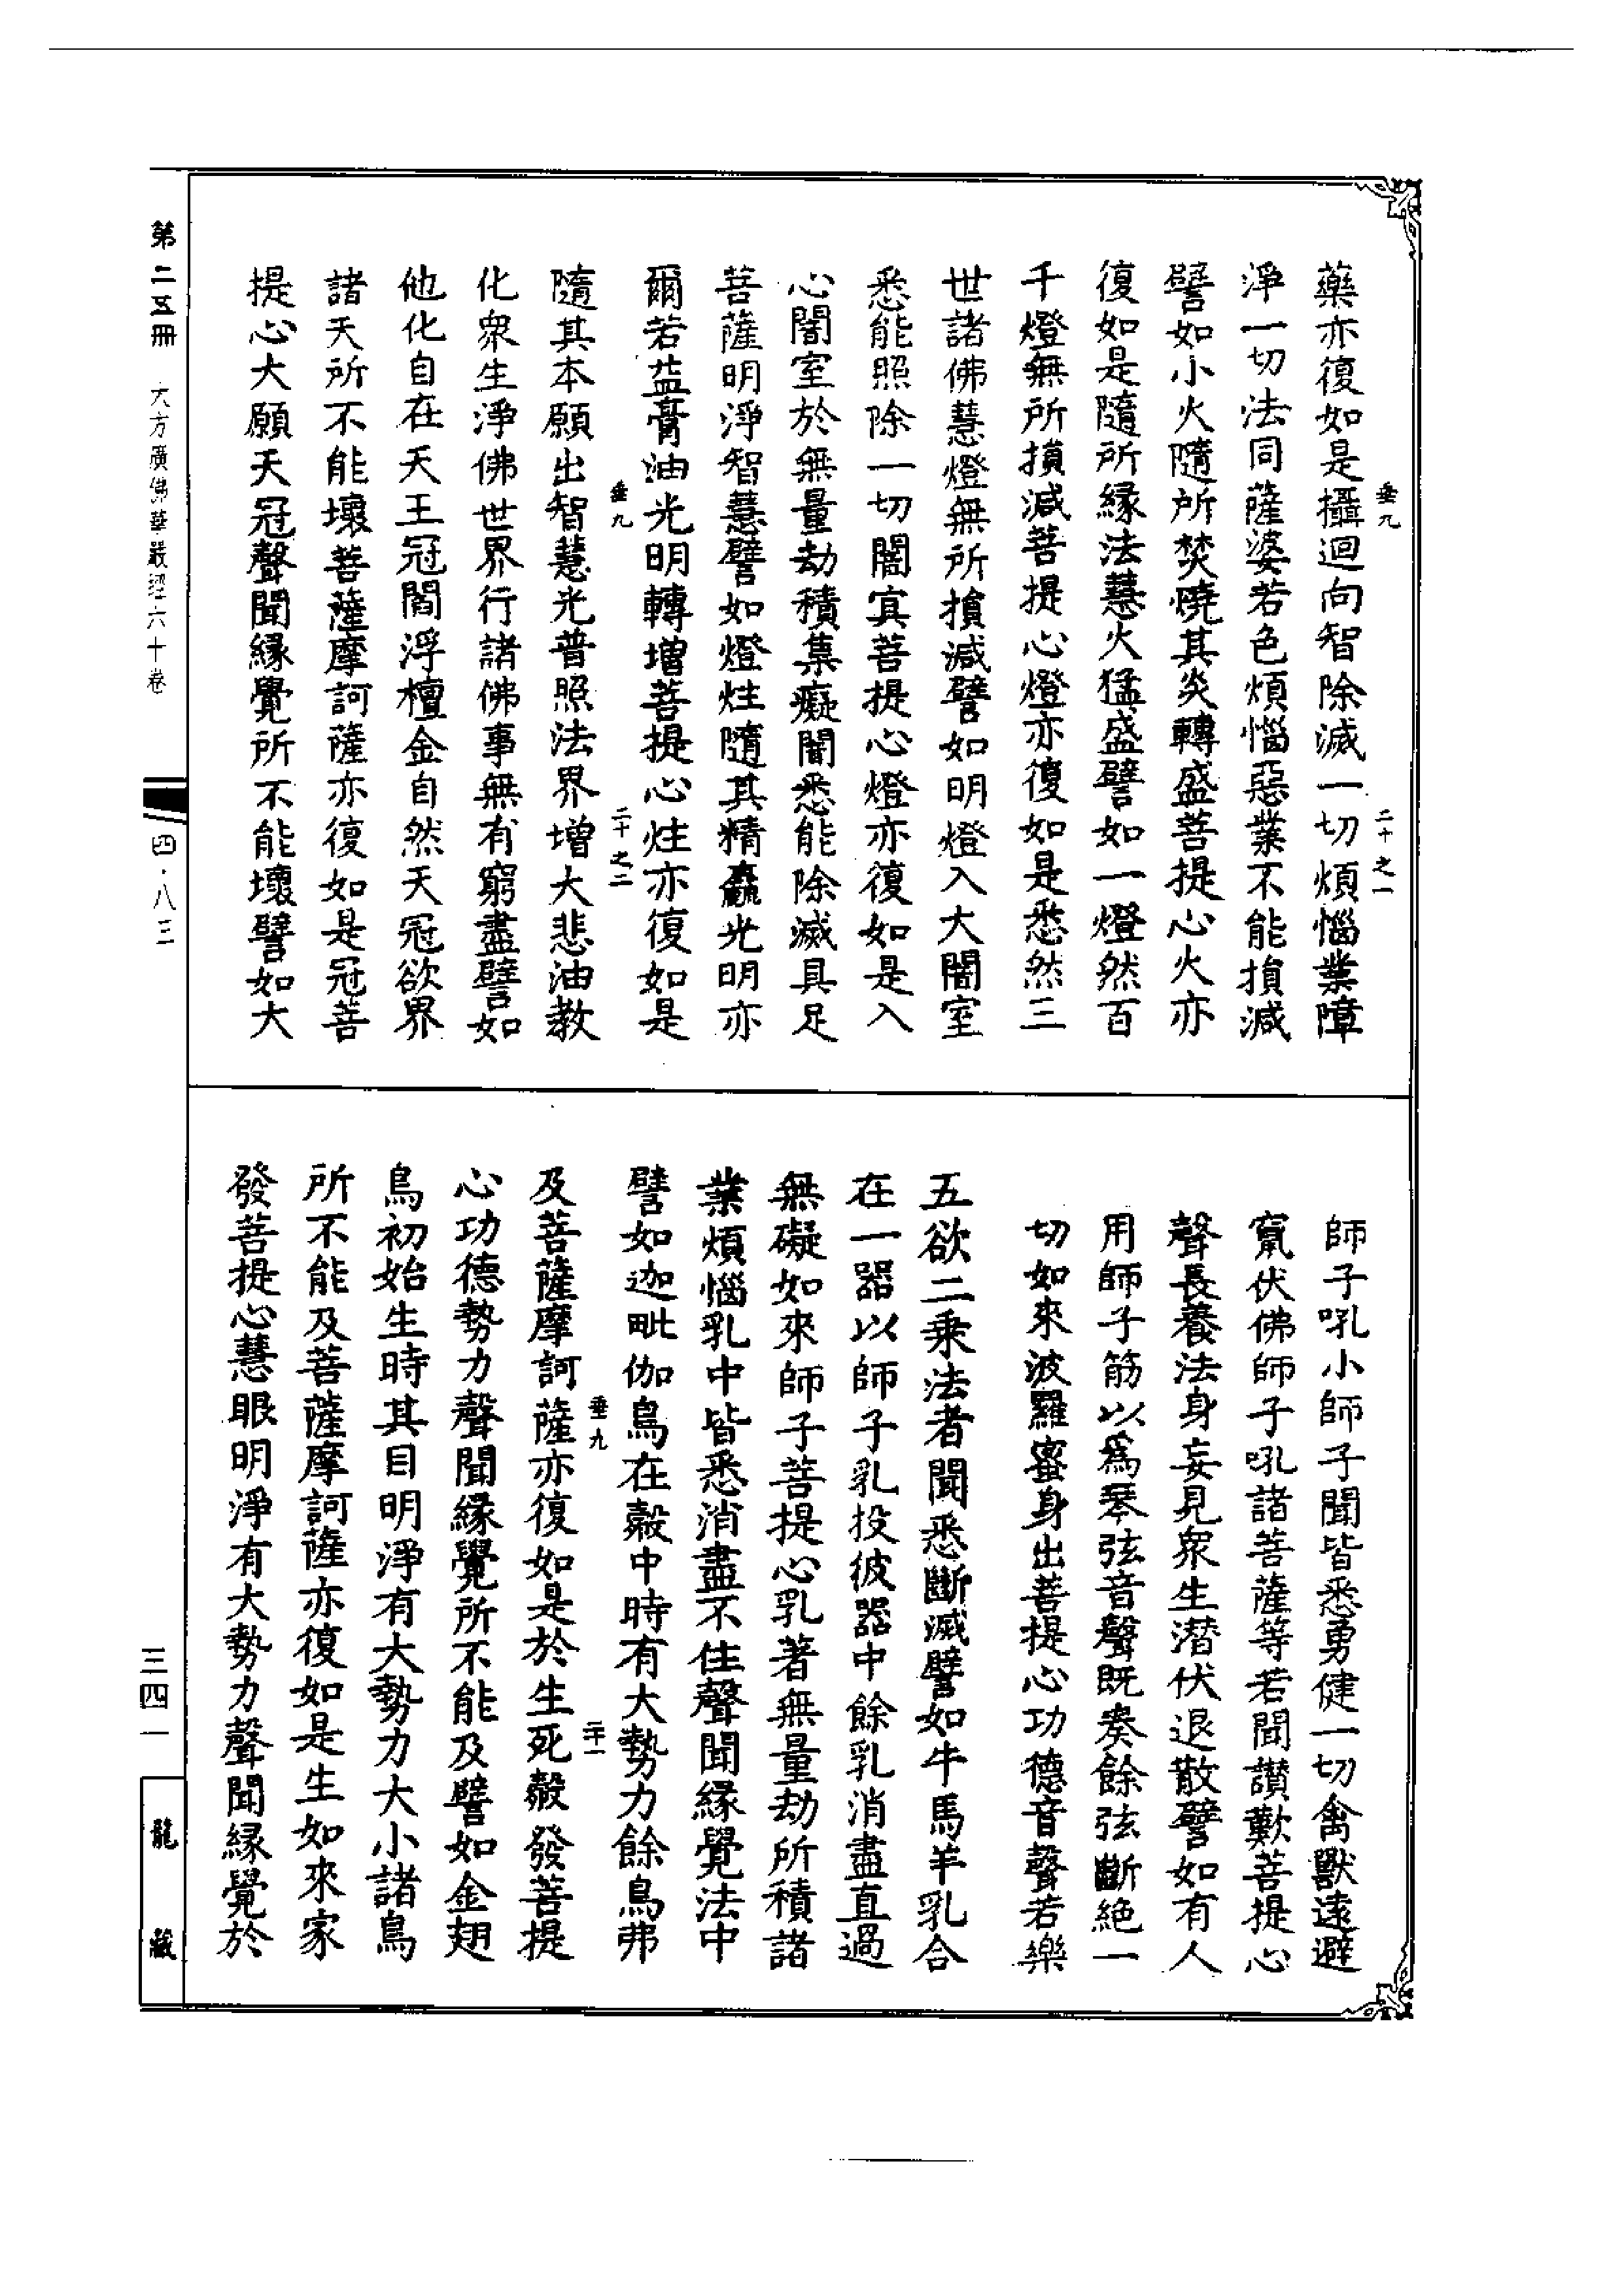 藥亦復如是攝迴向智除滅一切煩惱業障
淨一切法同薩婆若色煩惱惡業不能損減
譬如小火隨所焚燒其炎轉盛菩提心火亦
復如是隨所緣法慧火猛盛譬如一燈然百
千燈無所損減菩提心燈亦復如是悉然三
世諸佛慧燈無所損減譬如明燈入大闇室
悉能照除一切闇冥菩提心燈亦復如是入
心闇室於無量劫積集癡闇悉能除滅具足
菩薩明淨智慧譬如燈炷隨其精麤光明亦
爾若益膏油光明轉增菩提心炷亦復如是
隨其本願出智慧光普照法界增大悲油教
化眾生淨佛世界行諸佛事無有窮盡譬如
他化自在天王冠閻浮檀金自然天冠欲界
諸天所不能壞菩薩摩訶薩亦復如是冠菩
提心大願天冠聲聞緣覺所不能壞譬如大
垂九
二十之一
垂九
二十之二
師子吼小師子聞皆悉勇健一切禽獸遠避
竄伏佛師子吼諸菩薩等若聞讃歎菩提心
聲長養法身妄見眾生潛伏退散譬如有人
用師子筋以為琴弦音聲既奏餘弦斷絕一
切如來波羅蜜身出菩提心功德音聲若樂
五欲二乘法者聞悉斷滅譬如牛馬羊乳合
在一器以師子乳投彼器中餘乳消盡直過
無礙如來師子菩提心乳著無量劫所積諸
業煩惱乳中皆悉消盡不住聲聞緣覺法中
譬如迦毗伽鳥在㲉中時有大勢力餘鳥弗
及菩薩摩訶薩亦復如是於生死㲉發菩提
心功德勢力聲聞緣覺所不能及譬如金翅
鳥初始生時其目明淨有大勢力大小諸鳥
所不能及菩薩摩訶薩亦復如是生如來家
發菩提心慧眼明淨有大勢力聲聞緣覺於
垂九
二十一
第二五冊 大方廣佛華嚴經六十卷
四·八三
三四一
龍藏